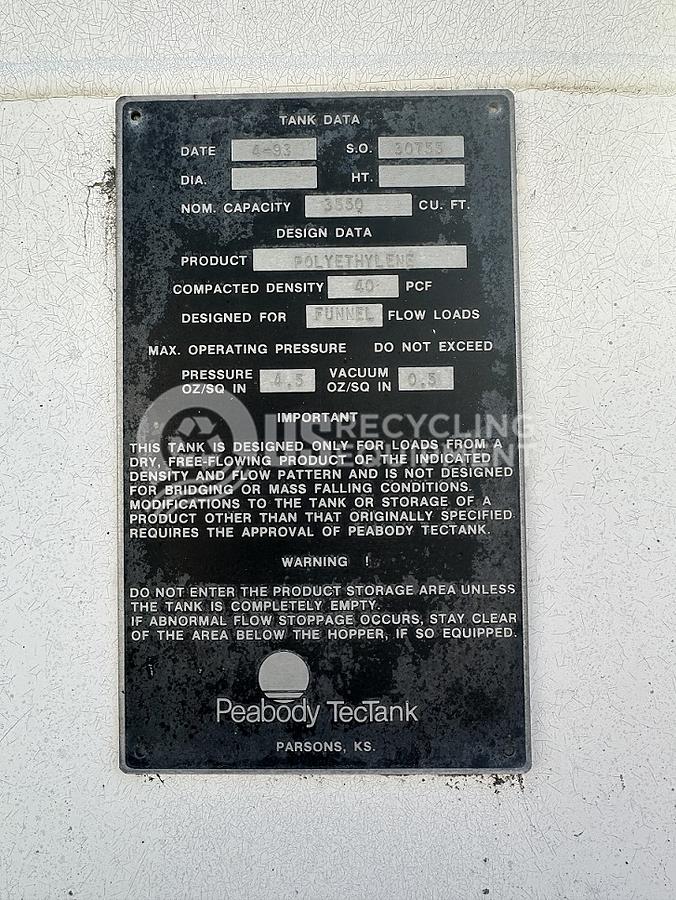 TANK DATA
DATE 4-93 S.O. 30755
DIA. HT.
NOM. CAPACITY 3550 CU. FT.
DESIGN DATA
PRODUCT POLYETHYLENE
COMPACTED DENSITY 40 PCF
DESIGNED FOR FUNNEL FLOW LOADS
MAX. OPERATING PRESSURE DO NOT EXCEED
PRESSURE OZ/SQ IN 4.5 VACUUM OZ/SQ IN 0.5
IMPORTANT
US RECYCLING
EQUIPMENT
THIS TANK IS DESIGNED ONLY FOR LOADS FROM A
DRY, FREE-FLOWING PRODUCT OF THE INDICATED
DENSITY AND FLOW PATTERN AND IS NOT DESIGNED
FOR BRIDGING OR MASS FALLING CONDITIONS.
MODIFICATIONS TO THE TANK OR STORAGE OF A
PRODUCT OTHER THAN THAT ORIGINALLY SPECIFIED
REQUIRES THE APPROVAL OF PEABODY TECTANK.
WARNING !
DO NOT ENTER THE PRODUCT STORAGE AREA UNLESS
THE TANK IS COMPLETELY EMPTY.
IF ABNORMAL FLOW STOPPAGE OCCURS, STAY CLEAR
OF THE AREA BELOW THE HOPPER, IF SO EQUIPPED.
Peabody TecTank
PARSONS, KS.